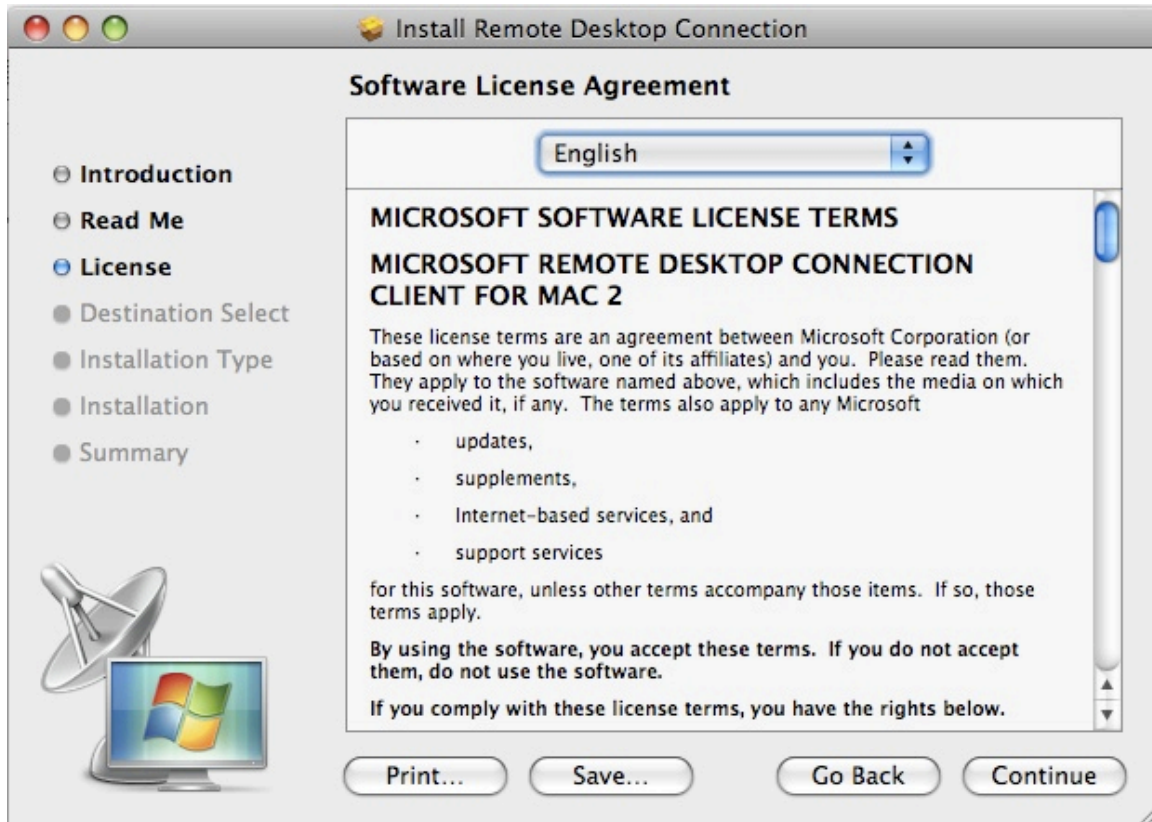 Install Remote Desktop Connection
Software License Agreement
Introduction
Read Me
License
Destination Select
Installation Type
Installation
Summary
English
MICROSOFT SOFTWARE LICENSE TERMS
MICROSOFT REMOTE DESKTOP CONNECTION
CLIENT FOR MAC 2
These license terms are an agreement between Microsoft Corporation (or
based on where you live, one of its affiliates) and you.  Please read them.
They apply to the software named above, which includes the media on which
you received it, if any.  The terms also apply to any Microsoft
· updates,
· supplements,
· Internet-based services, and
· support services
for this software, unless other terms accompany those items.  If so, those
terms apply.
By using the software, you accept these terms.  If you do not accept
them, do not use the software.
If you comply with these license terms, you have the rights below.
Print...
Save...
Go Back
Continue